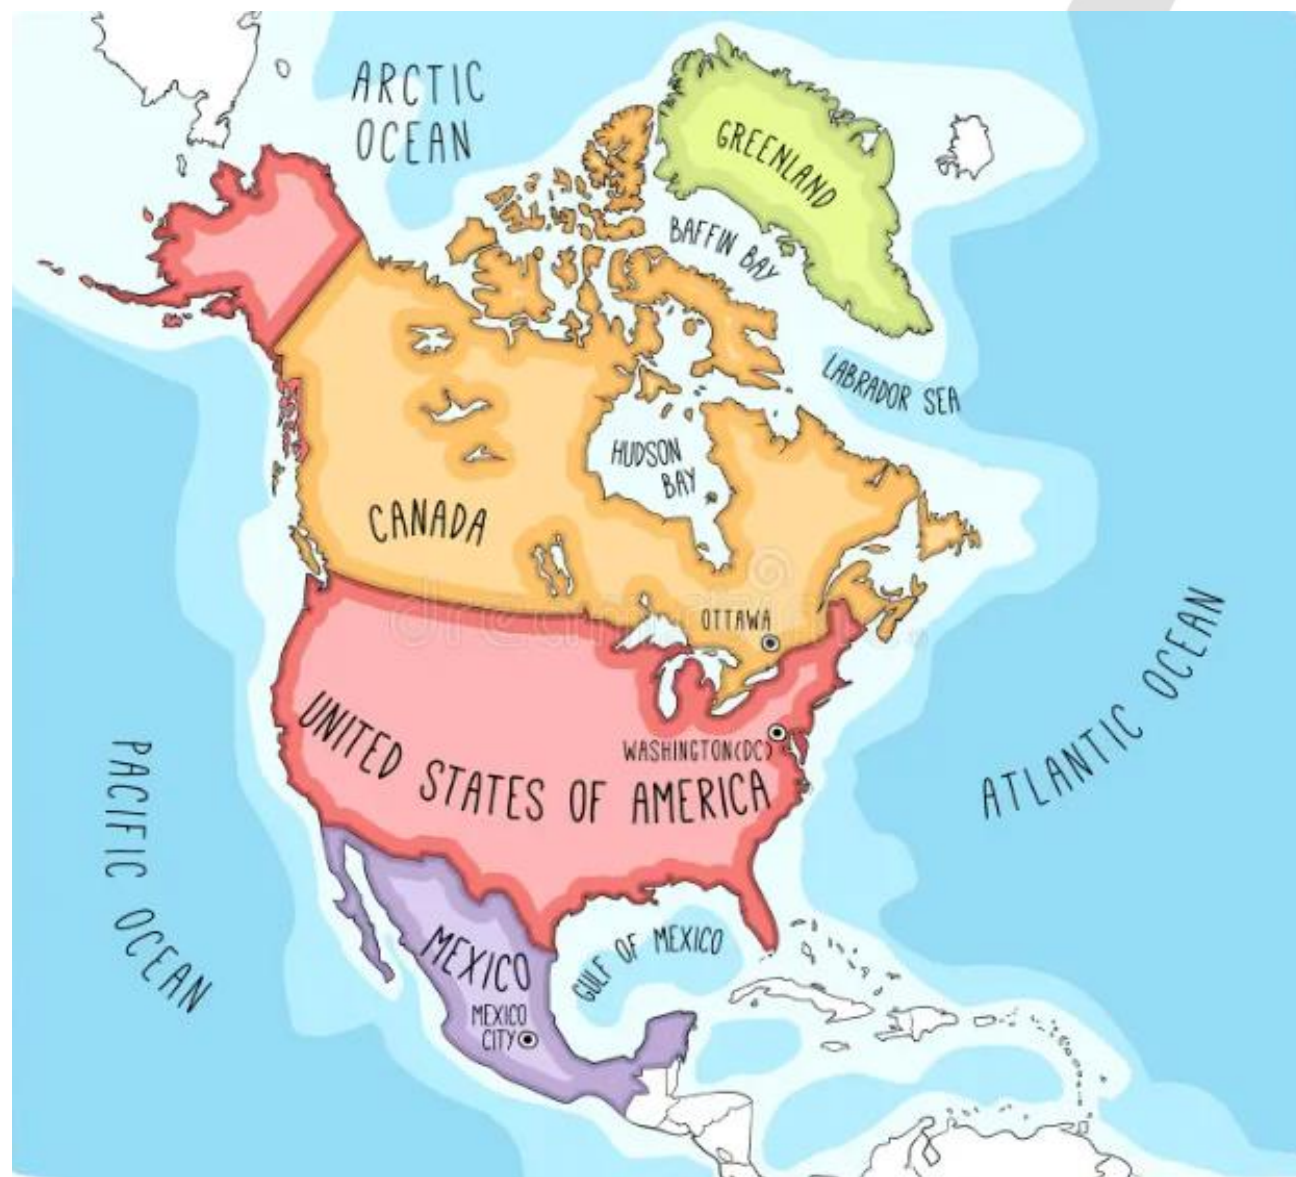 ARCTIC
OCEAN
GREENLAND
BAFFIN BAY
LABRADOR SEA
HUDSON
BAY
CANADA
OTTAWA
UNITED STATES OF AMERICA
WASHINGTON(DC)
PACIFIC OCEAN
ATLANTIC OCEAN
GULF OF MEXICO
MEXICO
MEXICO
CITY